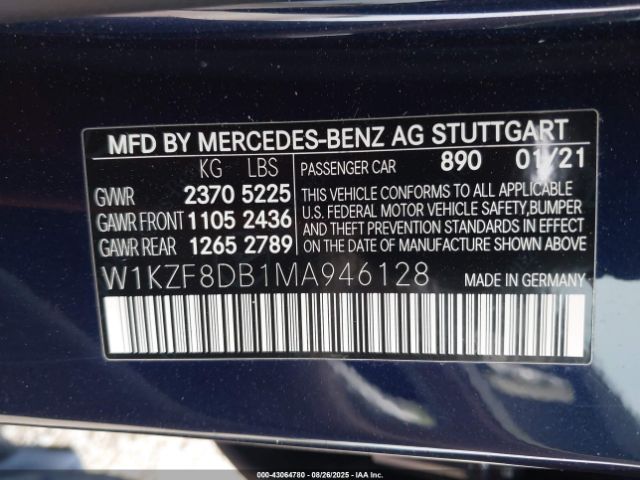 MFD BY MERCEDES-BENZ AG STUTTGART
KG LBS
PASSENGER CAR 890 01/21
GVWR 2370 5225
GAWR FRONT 1105 2436
GAWR REAR 1265 2789
THIS VEHICLE CONFORMS TO ALL APPLICABLE
U.S. FEDERAL MOTOR VEHICLE SAFETY, BUMPER
AND THEFT PREVENTION STANDARDS IN EFFECT
ON THE DATE OF MANUFACTURE SHOWN ABOVE
W1KZF8DB1MA946128 MADE IN GERMANY
000-43064780 - 08/26/2025 - IAAI.COM